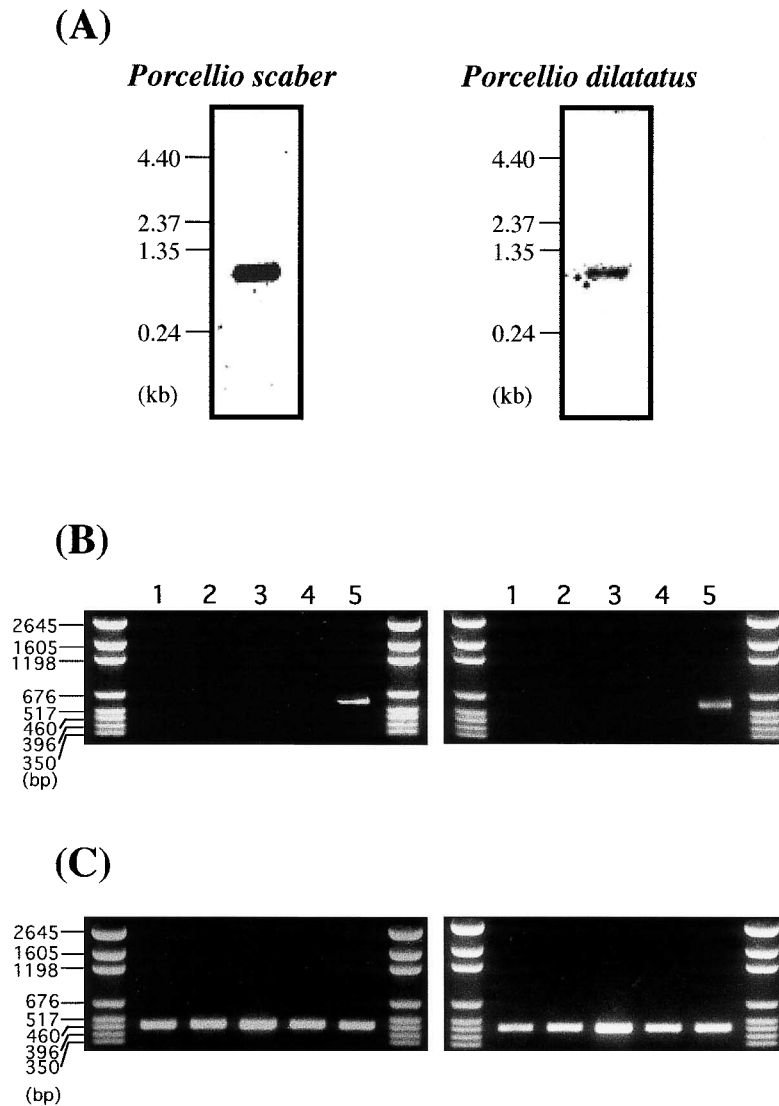 (A)
Porcellio scaber
Porcellio dilatatus
4.40
2.37
1.35
0.24
(kb)
4.40
2.37
1.35
0.24
(kb)
(B)
1 2 3 4 5
1 2 3 4 5
2645
1605
1198
676
517
460
396
350
(bp)
(C)
2645
1605
1198
676
517
460
396
350
(bp)